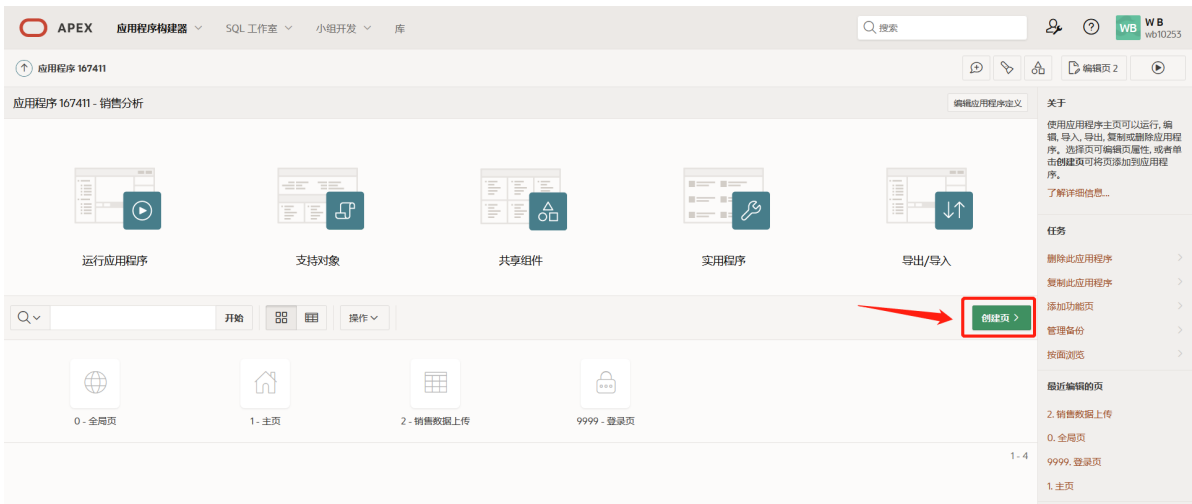 APEX 应用程序构建器 SQL 工作室 小组开发 库 搜索 WB W B
wb10253
应用程序 167411 编辑页 2
应用程序 167411 - 销售分析 编辑应用程序定义
关于
使用应用程序主页可以运行, 编
辑, 导入, 导出, 复制或删除应用程
序。选择页可编辑页属性, 或者单
击创建页可将页添加到应用程
序。
了解详细信息...
运行应用程序 支持对象 共享组件 实用程序 导出/导入
任务
删除此应用程序
复制此应用程序
添加功能页
管理备份
按面浏览
开始 操作 创建页
0 - 全局页 1 - 主页 2 - 销售数据上传 9999 - 登录页
1 - 4
最近编辑的页
2. 销售数据上传
0. 全局页
9999. 登录页
1. 主页